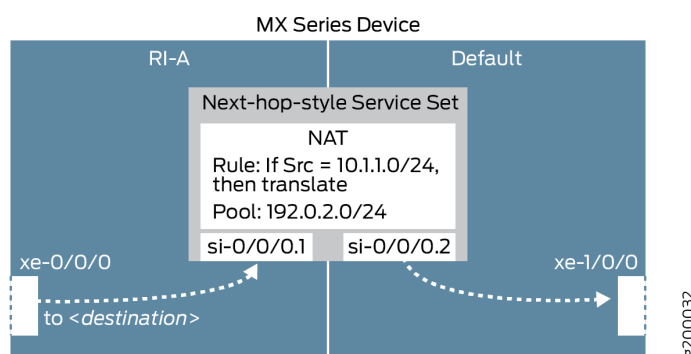 MX Series Device
RI-A
Default
Next-hop-style Service Set
NAT
Rule: If Src = 10.1.1.0/24,
then translate
Pool: 192.0.2.0/24
si-0/0/0.1
si-0/0/0.2
xe-0/0/0
xe-1/0/0
to <destination>